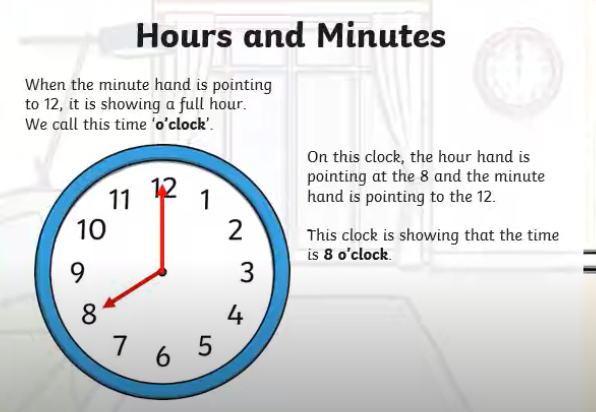 Hours and Minutes
When the minute hand is pointing
to 12, it is showing a full hour.
We call this time 'o'clock'.
On this clock, the hour hand is
pointing at the 8 and the minute
hand is pointing to the 12.
This clock is showing that the time
is 8 o'clock.
12
1
2
3
4
5
6
7
8
9
10
11